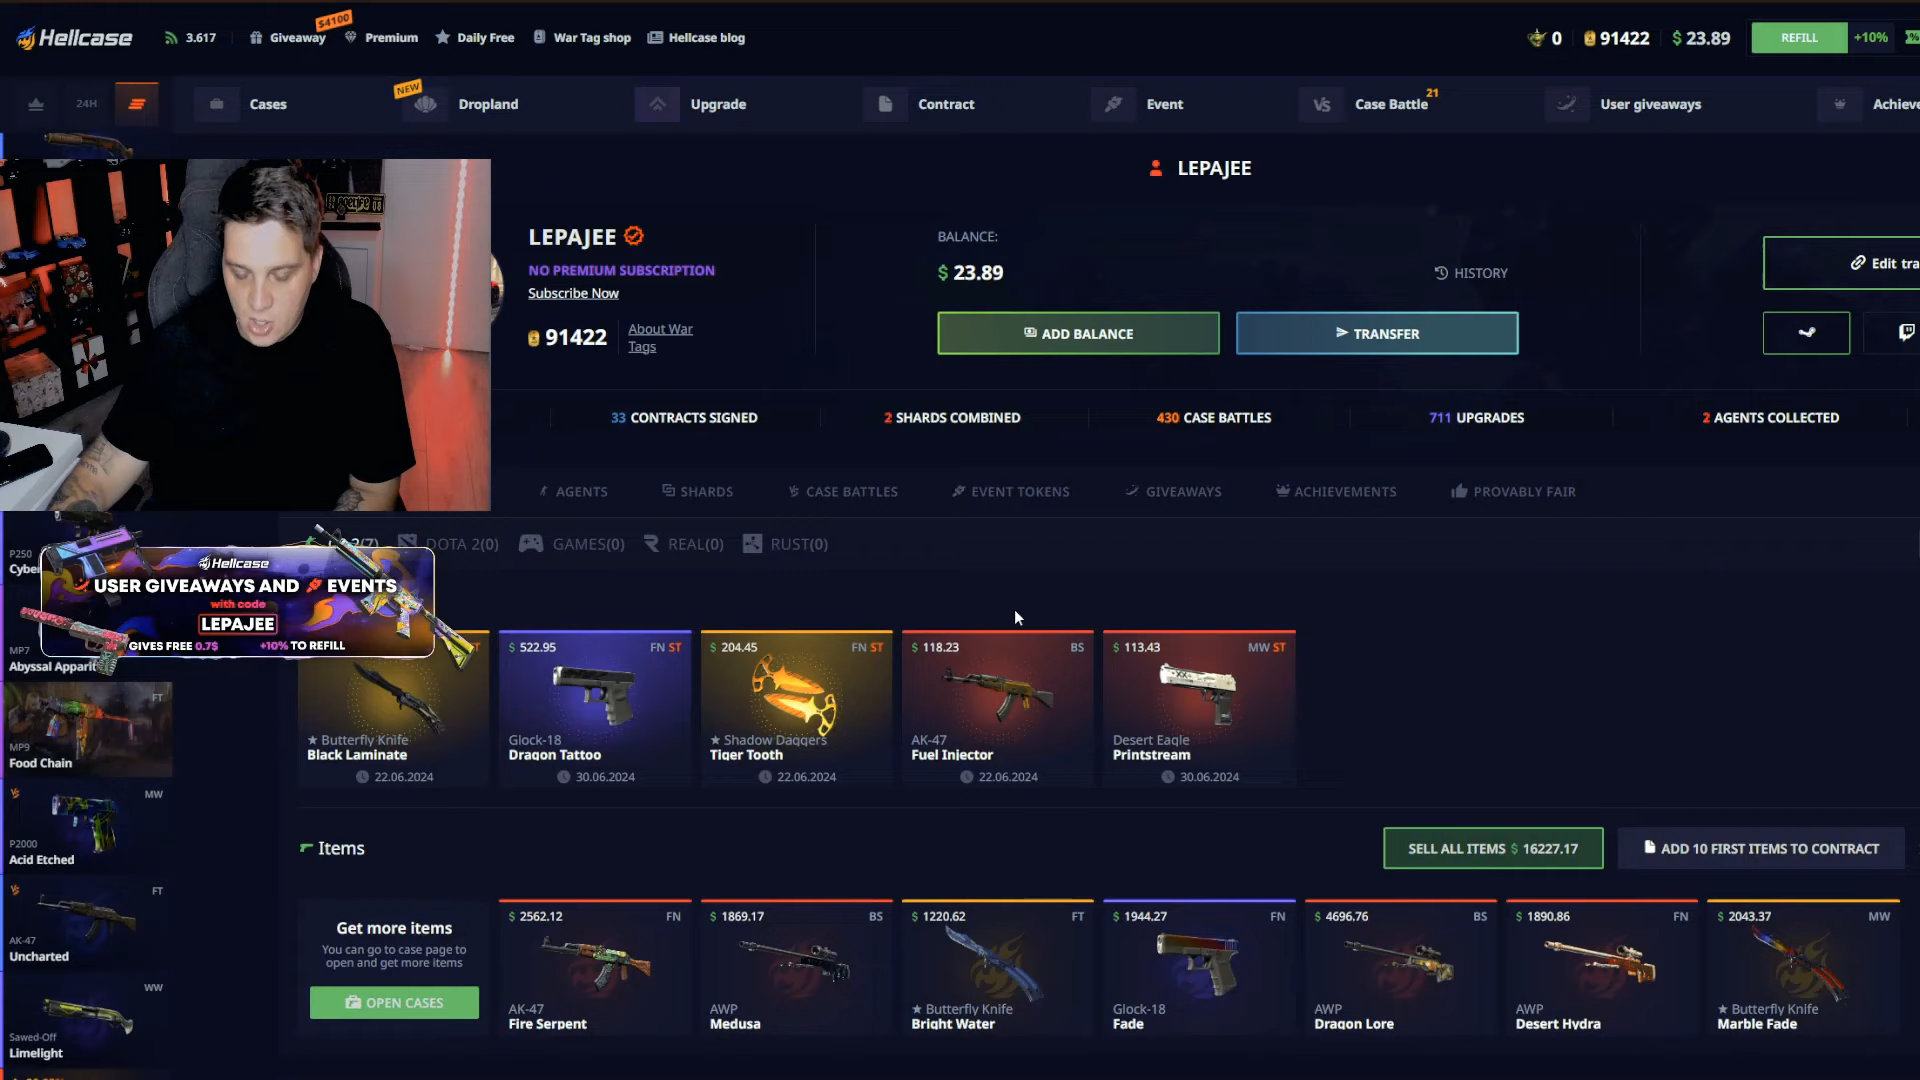 Hellcase
3.617
Giveaway
$4100
Premium
Daily Free
War Tag shop
Hellcase blog
0
91422
$ 23.89
REFILL
+10%
24H
Cases
NEW
Dropland
Upgrade
Contract
Event
VS
Case Battle
21
User giveaways
Achieve
LEPAJEE
LEPAJEE
NO PREMIUM SUBSCRIPTION
Subscribe Now
91422
About War
Tags
BALANCE:
$ 23.89
HISTORY
ADD BALANCE
TRANSFER
Edit tra
33 CONTRACTS SIGNED
2 SHARDS COMBINED
430 CASE BATTLES
711 UPGRADES
2 AGENTS COLLECTED
AGENTS
SHARDS
CASE BATTLES
EVENT TOKENS
GIVEAWAYS
ACHIEVEMENTS
PROVABLY FAIR
DOTA 2(0)
GAMES(0)
REAL(0)
RUST(0)
Hellcase
USER GIVEAWAYS AND EVENTS
with code
LEPAJEE
GIVES FREE 0.7$ +10% TO REFILL
P250
Cybe
MP7
Abyssal Apparit
FT
MP9
Food Chain
MW
P2000
Acid Etched
FT
AK-47
Uncharted
WW
Sawed-Off
Limelight
★ Butterfly Knife
Black Laminate
22.06.2024
$ 522.95 FN ST
Glock-18
Dragon Tattoo
30.06.2024
$ 204.45 FN ST
★ Shadow Daggers
Tiger Tooth
22.06.2024
$ 118.23 BS
AK-47
Fuel Injector
22.06.2024
$ 113.43 MW ST
Desert Eagle
Printstream
30.06.2024
Items
SELL ALL ITEMS $ 16227.17
ADD 10 FIRST ITEMS TO CONTRACT
Get more items
You can go to case page to
open and get more items
OPEN CASES
$ 2562.12 FN
AK-47
Fire Serpent
$ 1869.17 BS
AWP
Medusa
$ 1220.62 FT
★ Butterfly Knife
Bright Water
$ 1944.27 FN
Glock-18
Fade
$ 4696.76 BS
AWP
Dragon Lore
$ 1890.86 FN
AWP
Desert Hydra
$ 2043.37 MW
★ Butterfly Knife
Marble Fade